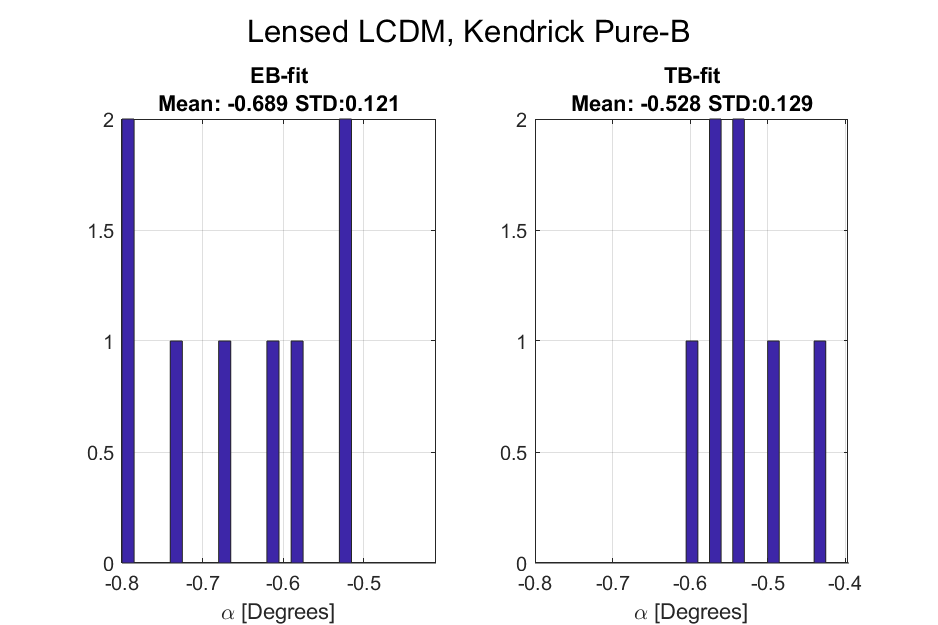 Lensed LCDM, Kendrick Pure-B
EB-fit
Mean: -0.689 STD:0.121
2
1.5
1
0.5
0
-0.8
-0.7
-0.6
-0.5
α [Degrees]
TB-fit
Mean: -0.528 STD:0.129
2
1.5
1
0.5
0
-0.8
-0.7
-0.6
-0.5
-0.4
α [Degrees]